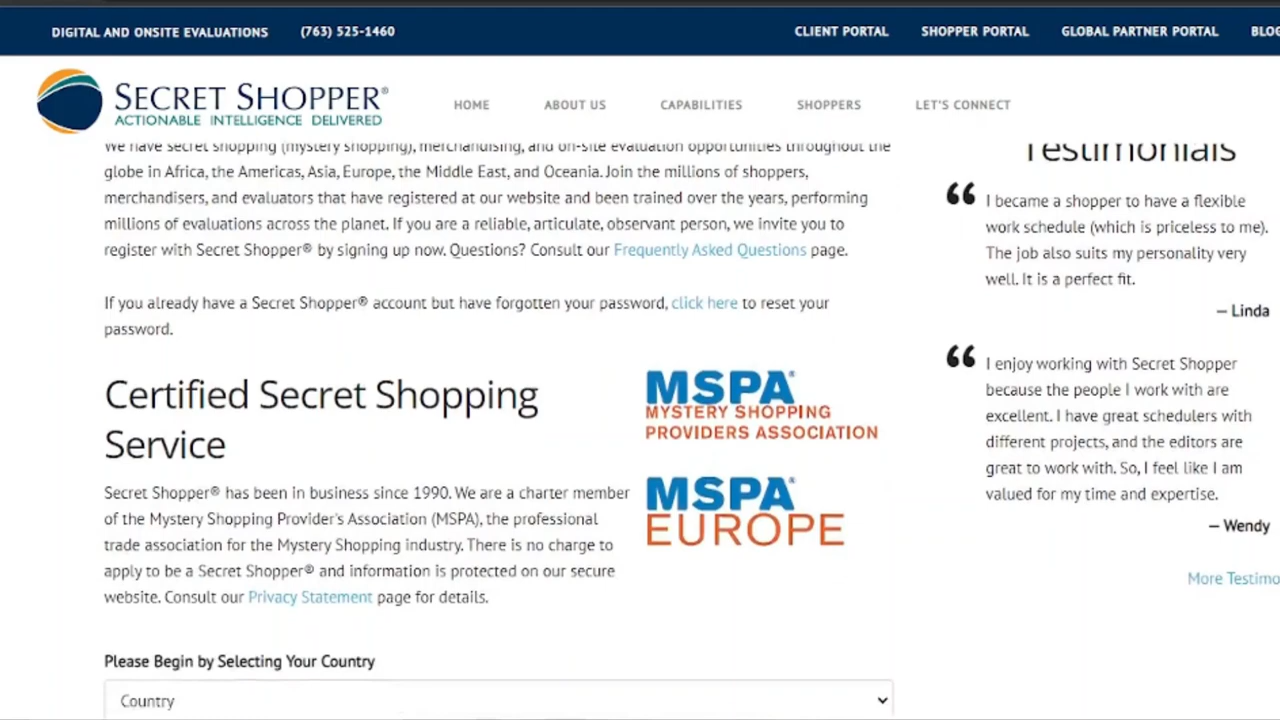 DIGITAL AND ONSITE EVALUATIONS (763) 525-1460 CLIENT PORTAL SHOPPER PORTAL GLOBAL PARTNER PORTAL BLOG
SECRET SHOPPER®
ACTIONABLE INTELLIGENCE DELIVERED
HOME ABOUT US CAPABILITIES SHOPPERS LET'S CONNECT
We have secret shopping (mystery shopping), merchandising, and on-site evaluation opportunities throughout the
globe in Africa, the Americas, Asia, Europe, the Middle East, and Oceania. Join the millions of shoppers,
merchandisers, and evaluators that have registered at our website and been trained over the years, performing
millions of evaluations across the planet. If you are a reliable, articulate, observant person, we invite you to
register with Secret Shopper® by signing up now. Questions? Consult our Frequently Asked Questions page.
If you already have a Secret Shopper® account but have forgotten your password, click here to reset your
password.
Certified Secret Shopping
Service
MSPA®
MYSTERY SHOPPING
PROVIDERS ASSOCIATION
MSPA®
EUROPE
Secret Shopper® has been in business since 1990. We are a charter member
of the Mystery Shopping Provider's Association (MSPA), the professional
trade association for the Mystery Shopping industry. There is no charge to
apply to be a Secret Shopper® and information is protected on our secure
website. Consult our Privacy Statement page for details.
Please Begin by Selecting Your Country
Country
Testimonials
“ I became a shopper to have a flexible
work schedule (which is priceless to me).
The job also suits my personality very
well. It is a perfect fit.
— Linda
“ I enjoy working with Secret Shopper
because the people I work with are
excellent. I have great schedulers with
different projects, and the editors are
great to work with. So, I feel like I am
valued for my time and expertise.
— Wendy
More Testimo